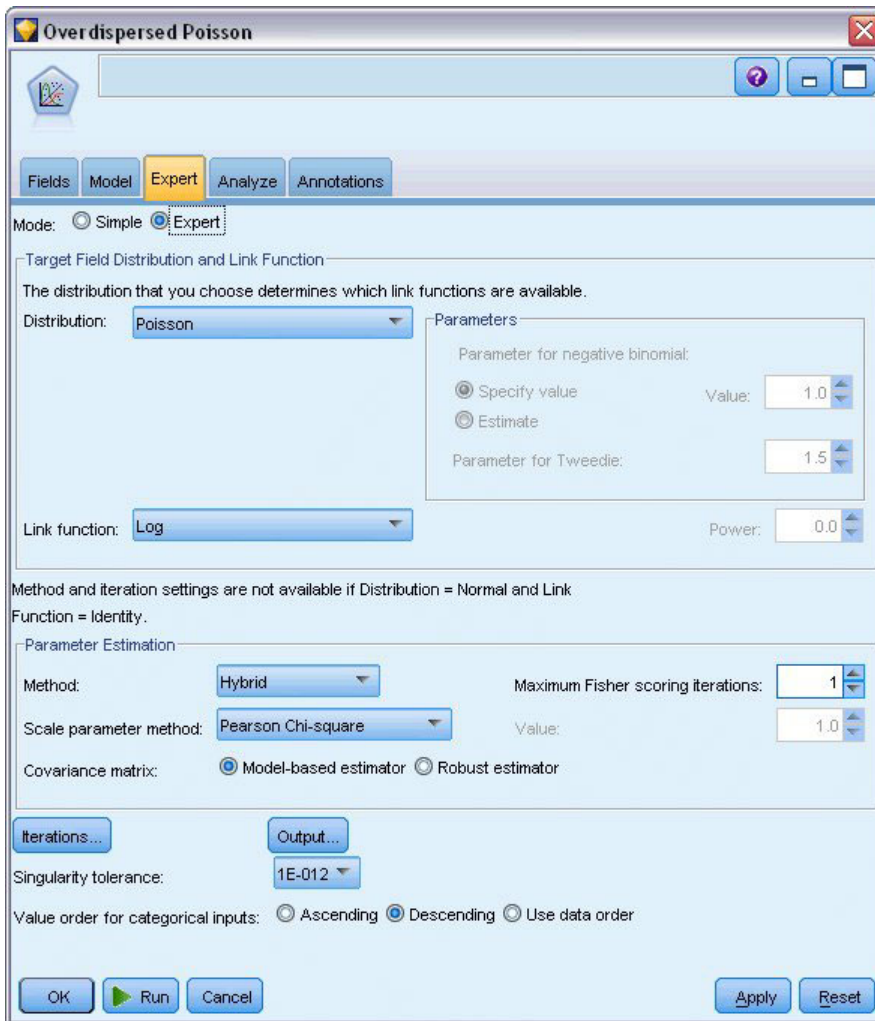 Overdispersed Poisson
Fields Model Expert Analyze Annotations
Mode: Simple Expert
Target Field Distribution and Link Function
The distribution that you choose determines which link functions are available.
Distribution: Poisson
Parameters
Parameter for negative binomial:
Specify value Value: 1.0
Estimate
Parameter for Tweedie: 1.5
Link function: Log Power: 0.0
Method and iteration settings are not available if Distribution = Normal and Link
Function = Identity.
Parameter Estimation
Method: Hybrid Maximum Fisher scoring iterations: 1
Scale parameter method: Pearson Chi-square Value: 1.0
Covariance matrix: Model-based estimator Robust estimator
Iterations... Output...
Singularity tolerance: 1E-012
Value order for categorical inputs: Ascending Descending Use data order
OK Run Cancel Apply Reset